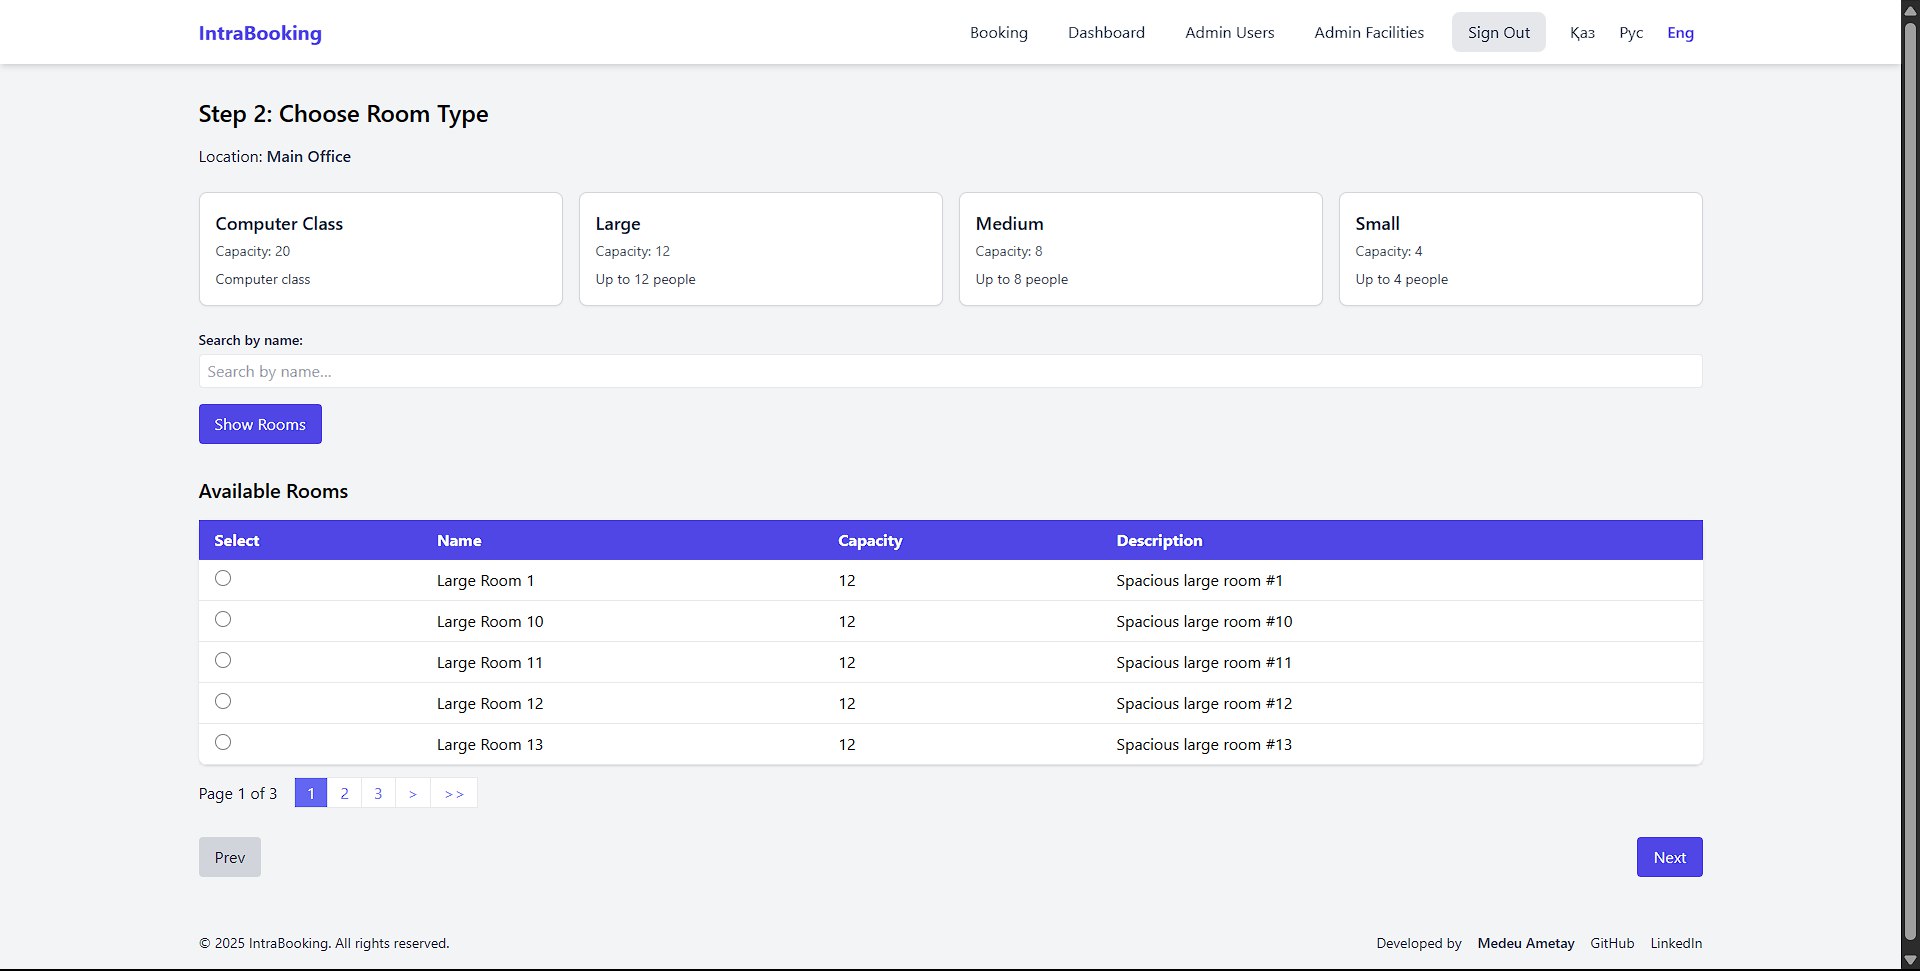 IntraBooking
Booking Dashboard Admin Users Admin Facilities Sign Out Қаз Рус Eng
Step 2: Choose Room Type
Location: Main Office
Computer Class
Capacity: 20
Computer class
Large
Capacity: 12
Up to 12 people
Medium
Capacity: 8
Up to 8 people
Small
Capacity: 4
Up to 4 people
Search by name:
Search by name...
Show Rooms
Available Rooms
Select Name Capacity Description
Large Room 1 12 Spacious large room #1
Large Room 10 12 Spacious large room #10
Large Room 11 12 Spacious large room #11
Large Room 12 12 Spacious large room #12
Large Room 13 12 Spacious large room #13
Page 1 of 3 1 2 3 > >>
Prev Next
© 2025 IntraBooking. All rights reserved. Developed by Medeu Ametay GitHub LinkedIn